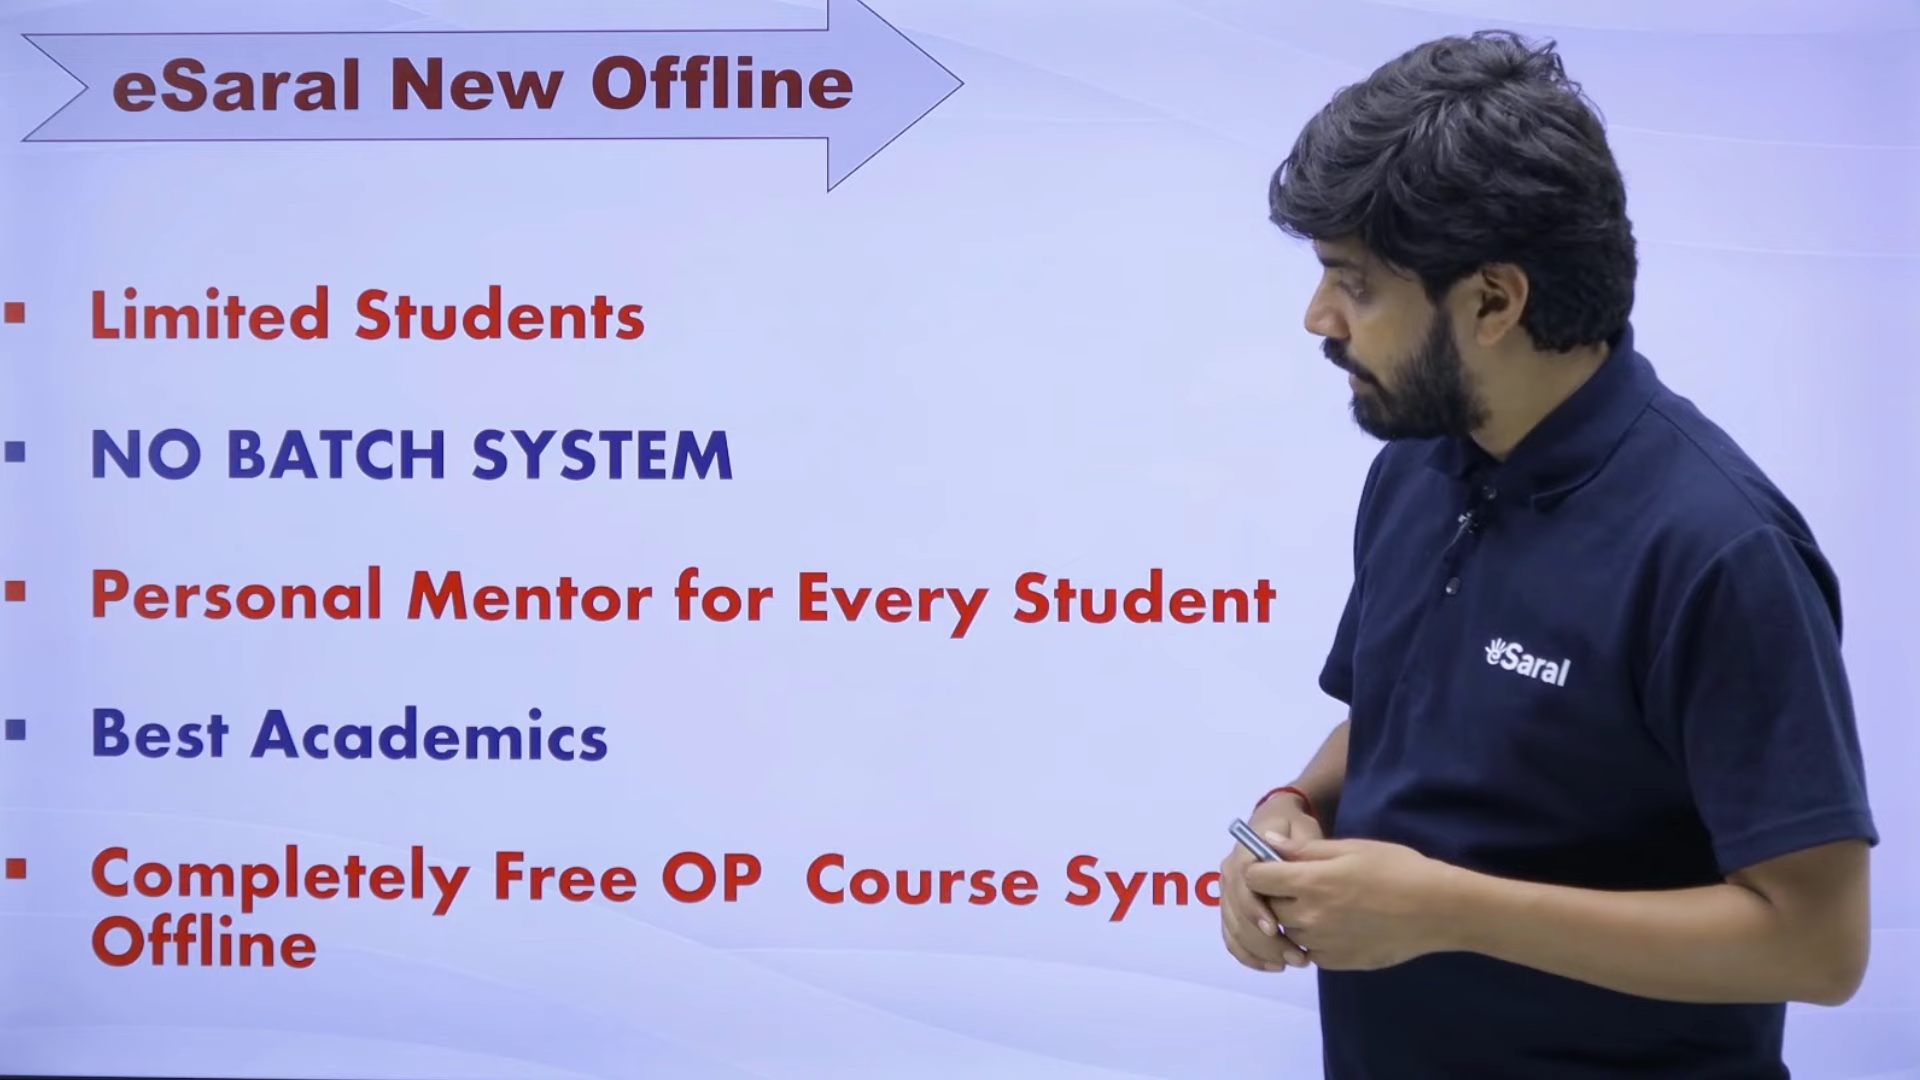 eSaral New Offline
Limited Students
NO BATCH SYSTEM
Personal Mentor for Every Student
Best Academics
Completely Free OP Course Sync
Offline
eSaral